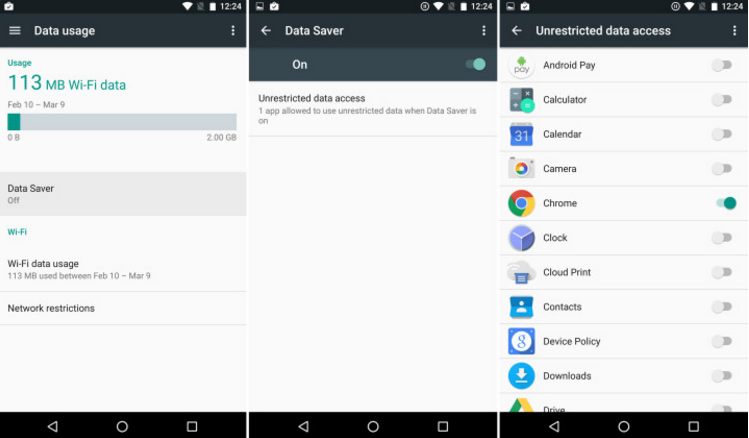 12:24
Data usage
Usage
113 MB Wi-Fi data
Feb 10 – Mar 9
0 B 2.00 GB
Data Saver
Off
Wi-Fi
Wi-Fi data usage
113 MB used between Feb 10 – Mar 9
Network restrictions
12:24
Data Saver
On
Unrestricted data access
1 app allowed to use unrestricted data when Data Saver is
on
12:24
Unrestricted data access
pay
Android Pay
Calculator
31
Calendar
Camera
Chrome
Clock
Cloud Print
Contacts
8
Device Policy
Downloads
Drive